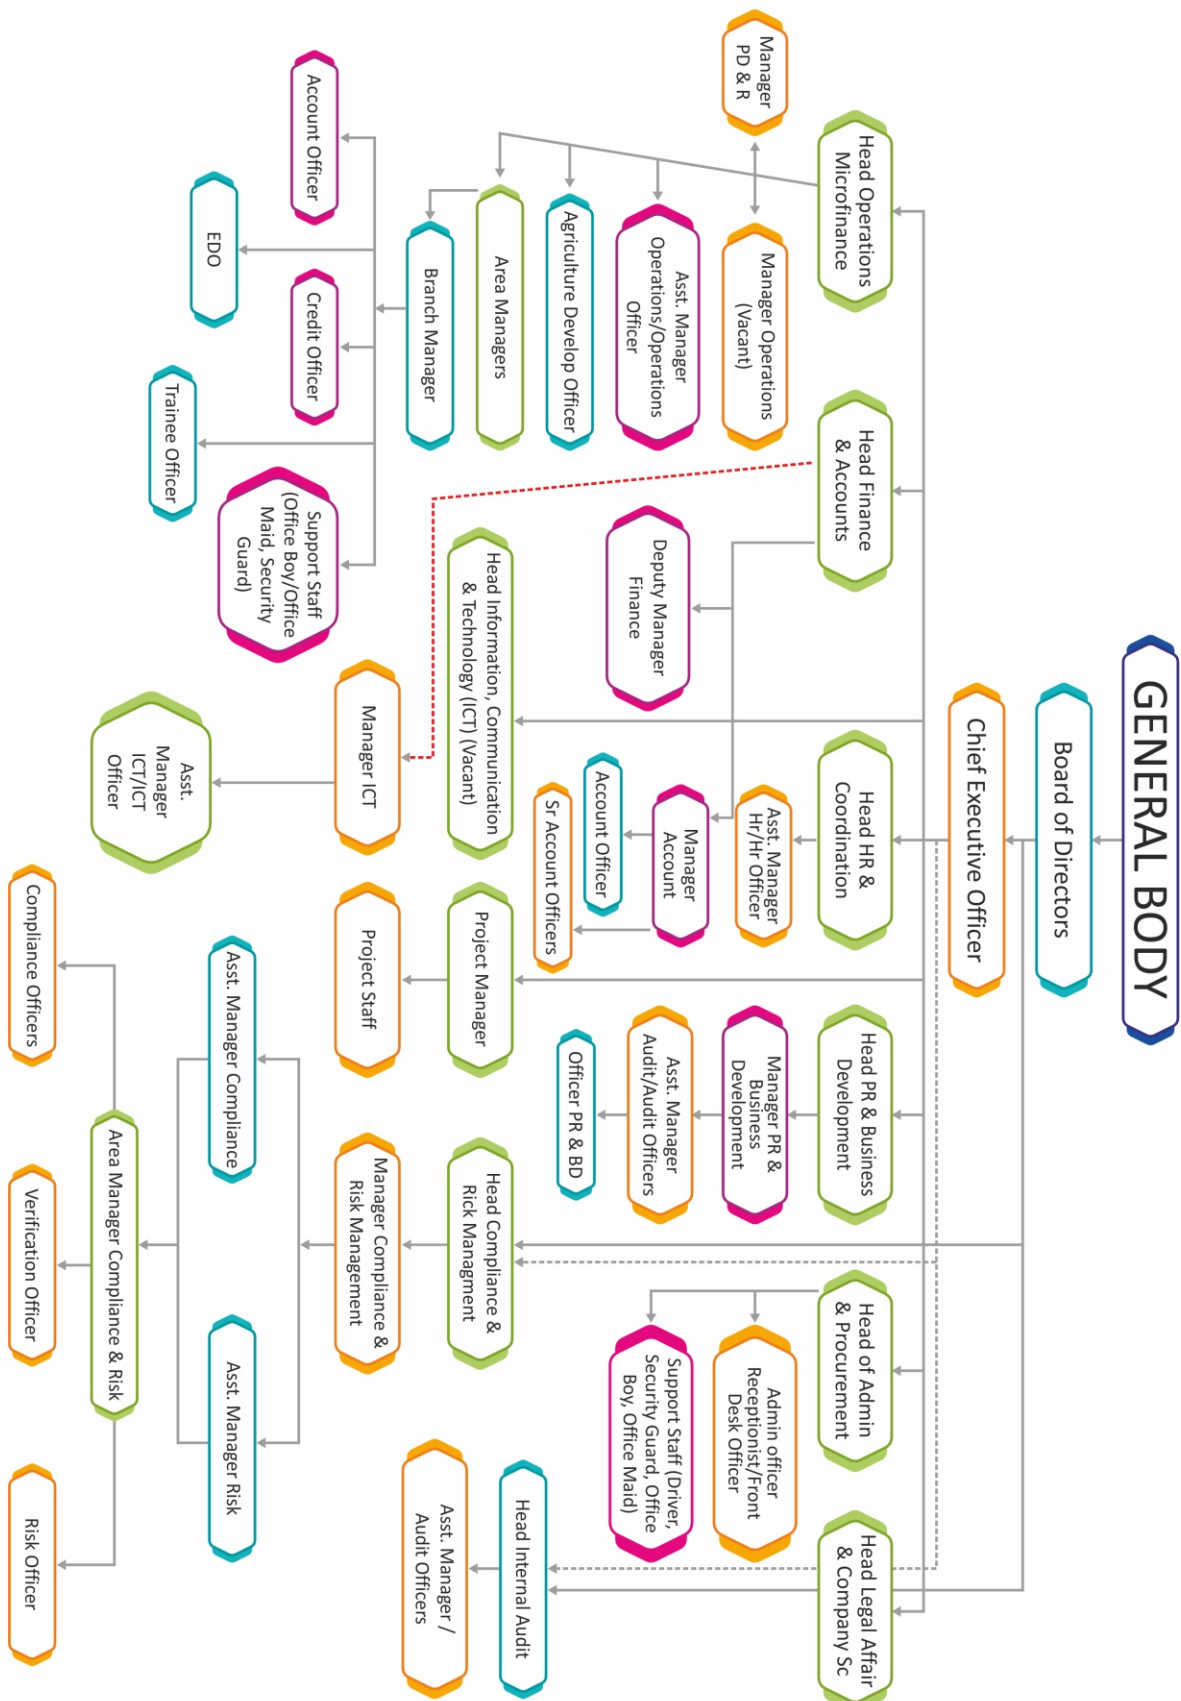 GENERAL BODY
Board of Directors
Chief Executive Officer
Head Operations
Microfinance
Head Finance
& Accounts
Head HR &
Coordination
Head PR & Business
Development
Head of Admin
& Procurement
Head Legal Affair
& Company Sc
Manager
PD & R
Manager Operations
(Vacant)
Asst. Manager
Operations/Operations
Officer
Agriculture Develop Officer
Area Managers
Branch Manager
Account Officer
EDO
Credit Officer
Trainee Officer
Support Staff
(Office Boy/Office
Maid, Security
Guard)
Deputy Manager
Finance
Manager
Account
Account Officer
Sr Account Officers
Asst. Manager
Hr/Hr Officer
Head Information, Communication
& Technology (ICT) (Vacant)
Manager ICT
Asst.
Manager
ICT/ICT
Officer
Project Manager
Project Staff
Manager PR &
Business
Development
Asst. Manager
Audit/Audit Officers
Officer PR & BD
Head Compliance &
Rick Managment
Manager Compliance &
Risk Management
Asst. Manager Compliance
Asst. Manager Risk
Area Manager Compliance & Risk
Compliance Officers
Verification Officer
Risk Officer
Admin officer
Receptionist/Front
Desk Officer
Support Staff (Driver,
Security Guard, Office
Boy, Office Maid)
Head Internal Audit
Asst. Manager /
Audit Officers